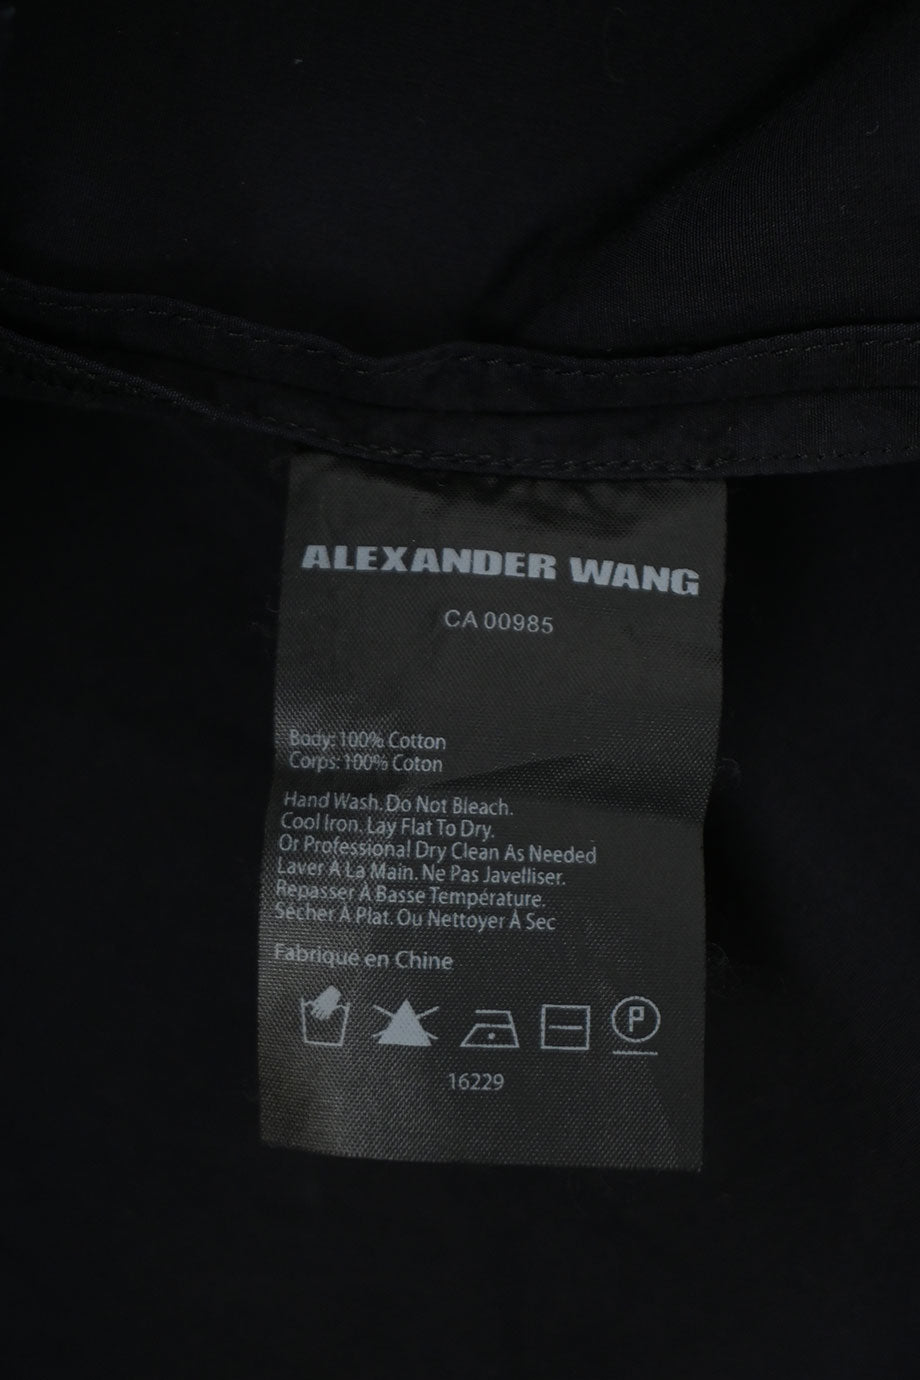 ALEXANDER WANG
CA 00985
Body: 100% Cotton
Corps: 100% Coton
Hand Wash. Do Not Bleach.
Cool Iron. Lay Flat To Dry.
Or Professional Dry Clean As Needed
Laver À La Main. Ne Pas Javelliser.
Repasser À Basse Température.
Sécher À Plat. Ou Nettoyer À Sec
Fabriqué en Chine
P
16229